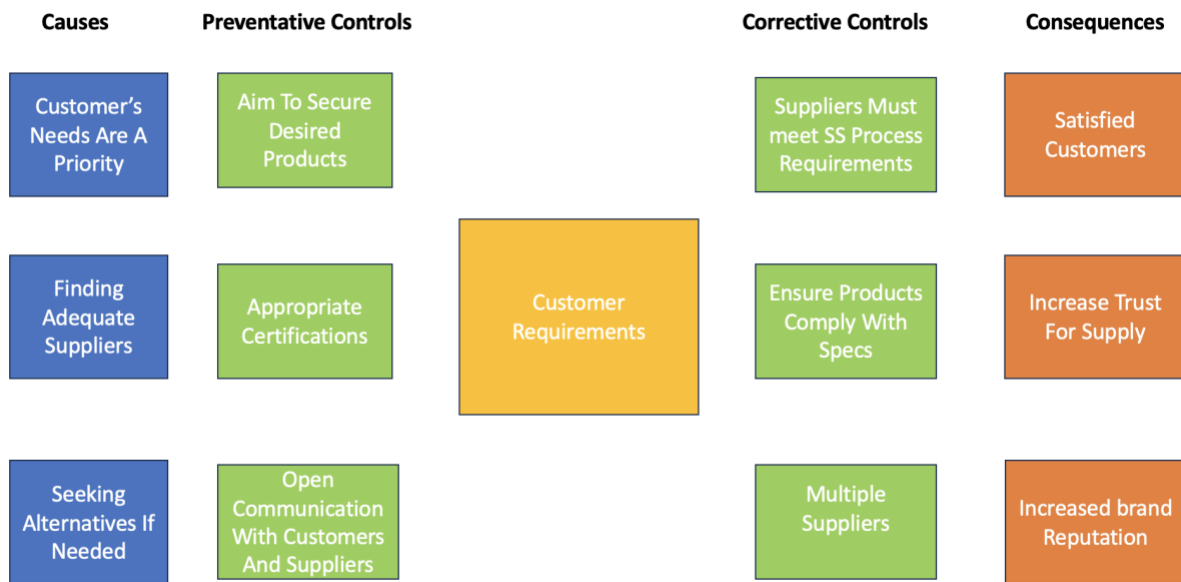 Causes
Preventative Controls
Corrective Controls
Consequences
Customer's
Needs Are A
Priority
Aim To Secure
Desired
Products
Suppliers Must
meet SS Process
Requirements
Satisfied
Customers
Finding
Adequate
Suppliers
Appropriate
Certifications
Customer
Requirements
Ensure Products
Comply With
Specs
Increase Trust
For Supply
Seeking
Alternatives If
Needed
Open
Communication
With Customers
And Suppliers
Multiple
Suppliers
Increased brand
Reputation